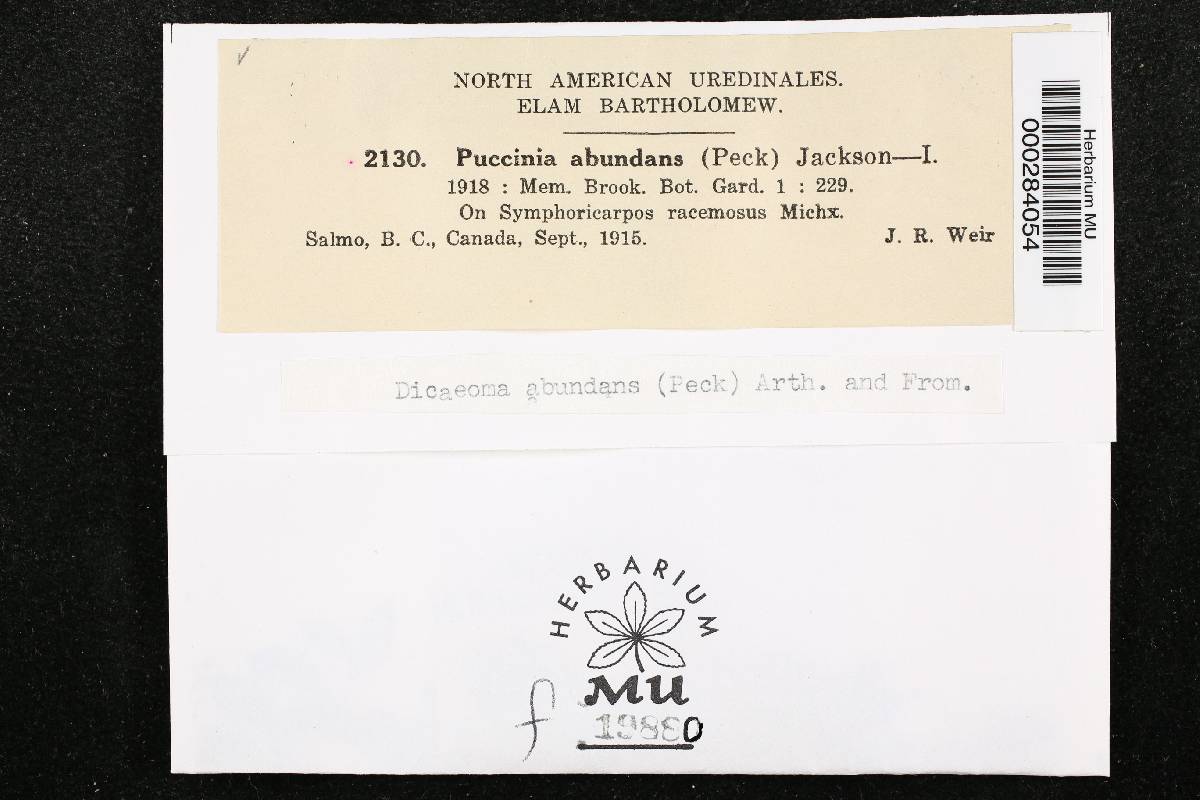 NORTH AMERICAN UREDINALES.
ELAM BARTHOLOMEW.
2130. Puccinia abundans (Peck) Jackson—I.
1918 : Mem. Brook. Bot. Gard. 1 : 229.
On Symphoricarpos racemosus Michx.
Salmo, B. C., Canada, Sept., 1915. J. R. Weir
Herbarium MU
000284054
Dicaeoma abundans (Peck) Arth. and From.
HERBARIUM
MU
f